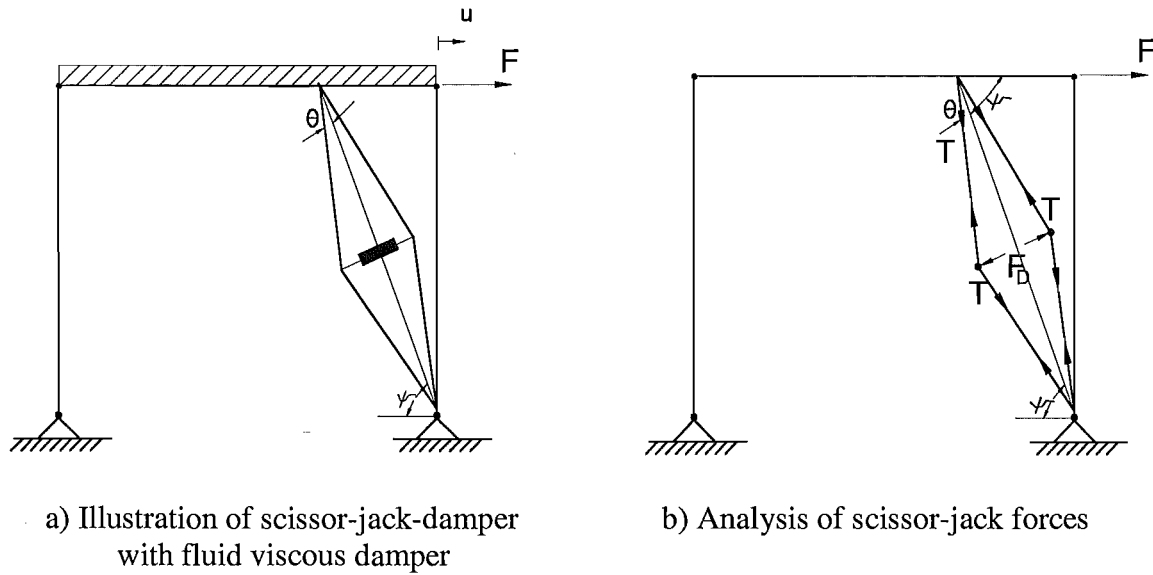 u
F
θ
ψ
F
θ
ψ
T
T
F_D
T
ψ
a) Illustration of scissor-jack-damper
with fluid viscous damper
b) Analysis of scissor-jack forces